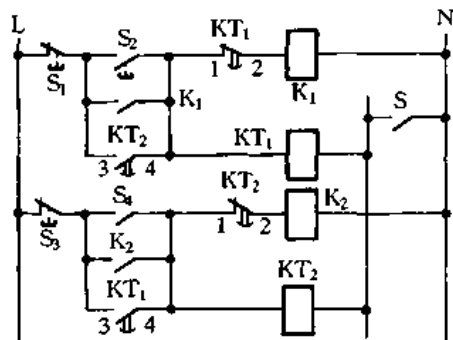 L N
S₂ KT₁
S₁ 1 2
K₁ K₁
S
KT₂ KT₁
3 4
KT₂
S₄ K₂
S₃ 1 2
K₂
KT₂
KT₁
3 4